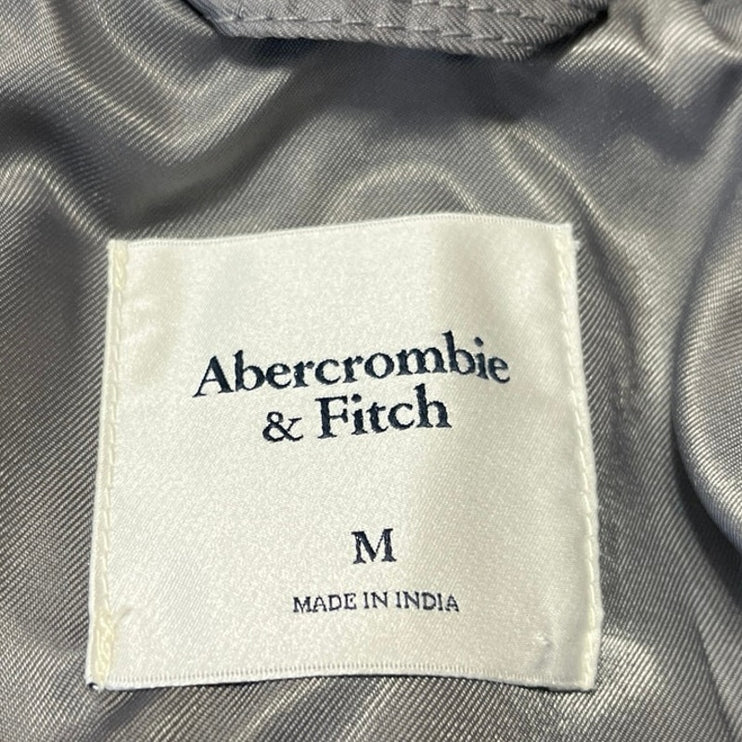 Abercrombie
& Fitch
M
MADE IN INDIA